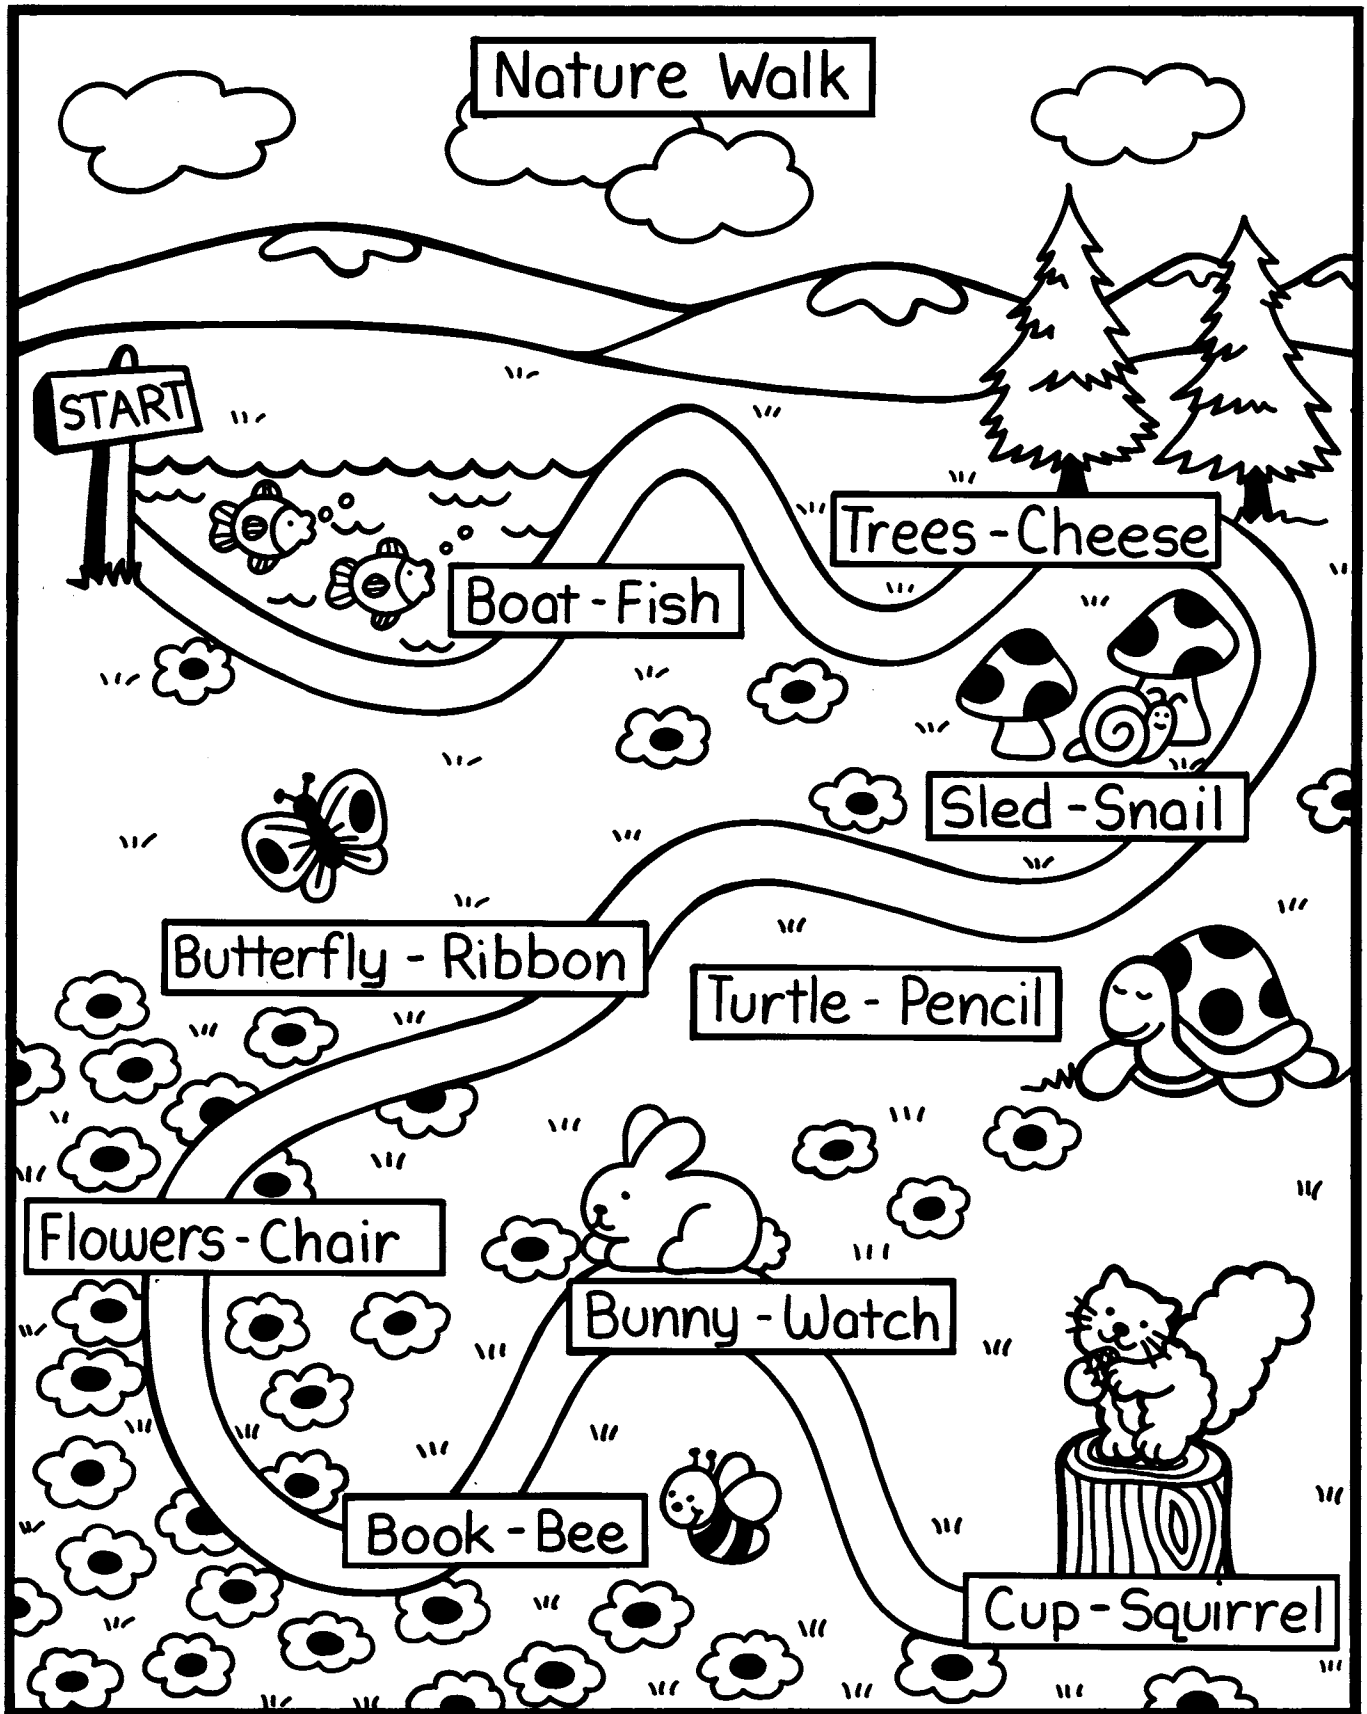 Nature Walk
START
Trees - Cheese
Boat - Fish
Sled - Snail
Butterfly - Ribbon
Turtle - Pencil
Flowers - Chair
Bunny - Watch
Book - Bee
Cup - Squirrel